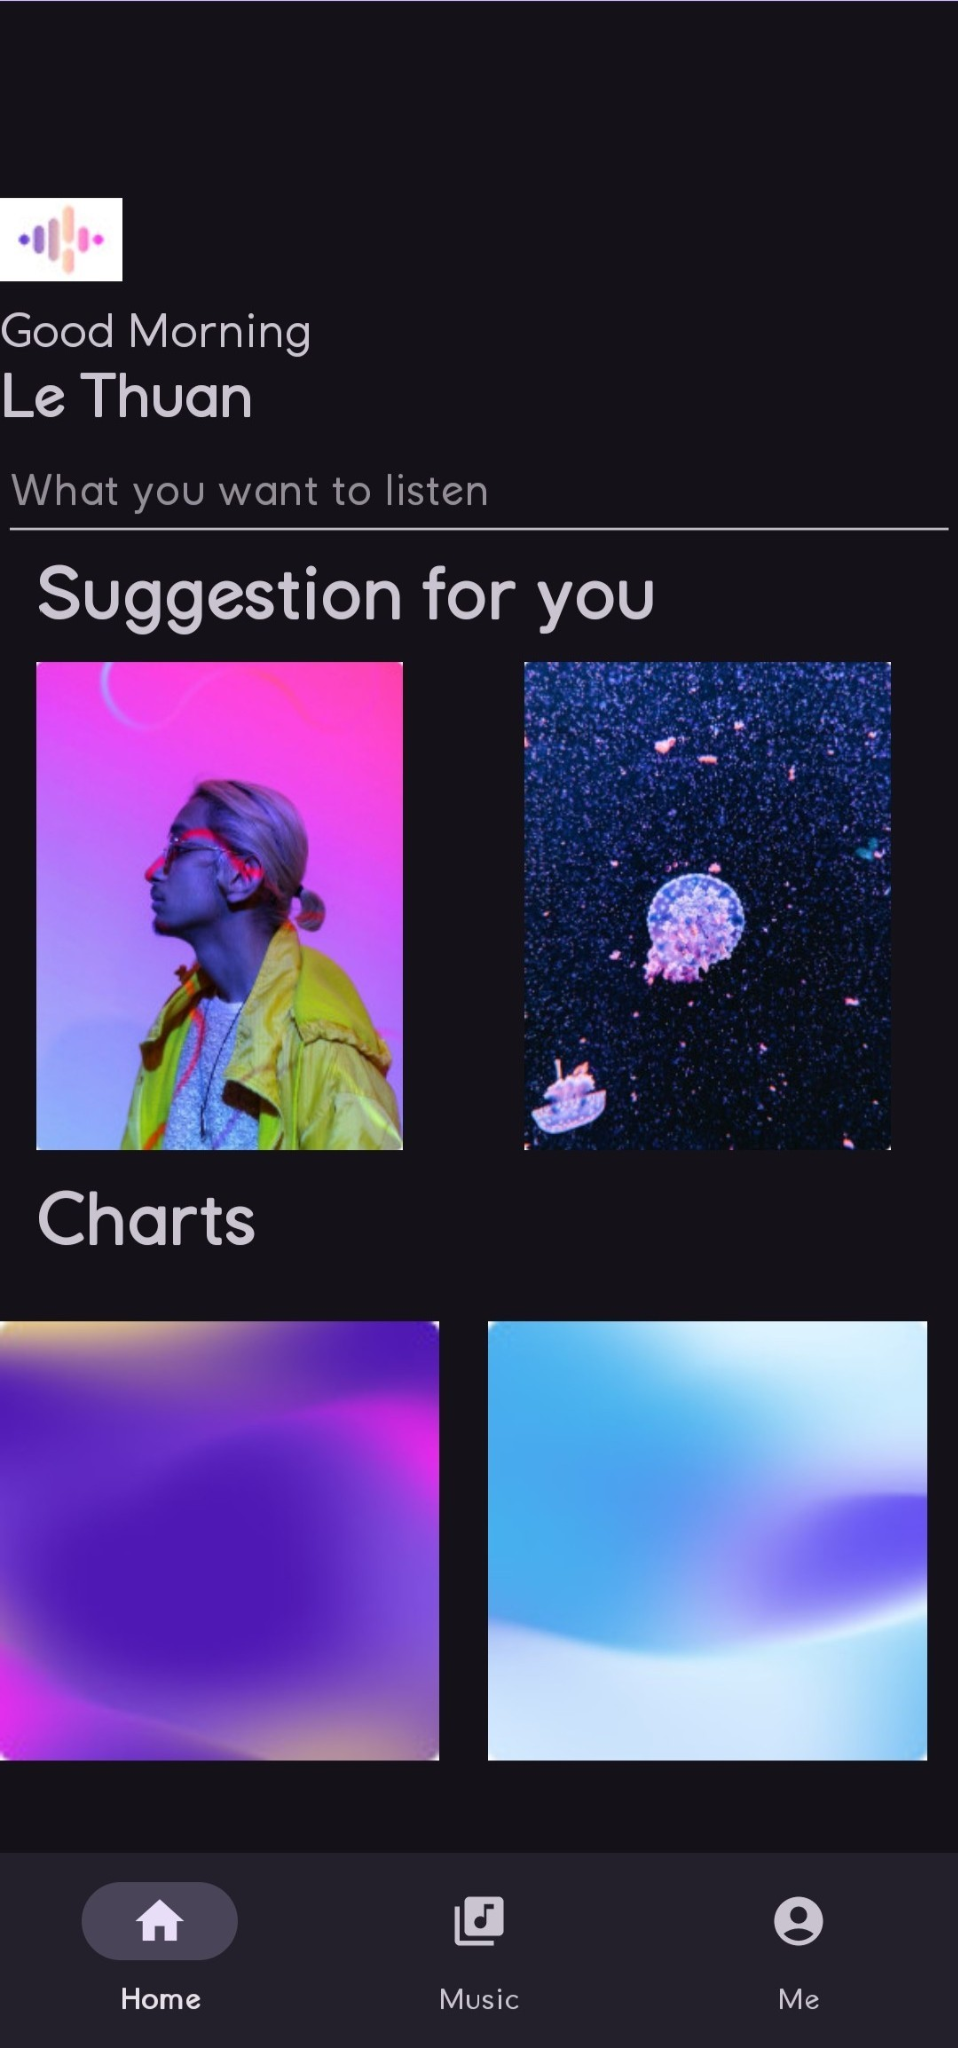 Good Morning
Le Thuan
What you want to listen
Suggestion for you
Charts
Home
Music
Me